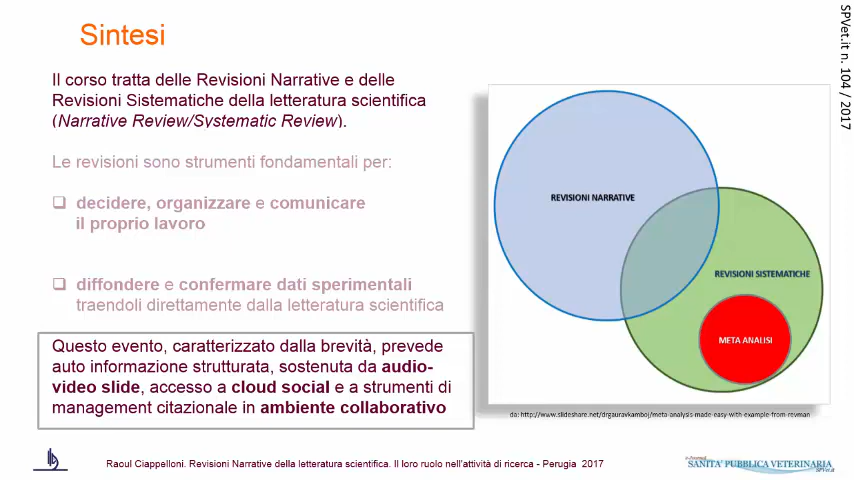 Sintesi
Il corso tratta delle Revisioni Narrative e delle
Revisioni Sistematiche della letteratura scientifica
(Narrative Review/Systematic Review).
Le revisioni sono strumenti fondamentali per:
❑ decidere, organizzare e comunicare
il proprio lavoro
❑ diffondere e confermare dati sperimentali
traendoli direttamente dalla letteratura scientifica
Questo evento, caratterizzato dalla brevità, prevede
auto informazione strutturata, sostenuta da audio-
video slide, accesso a cloud social e a strumenti di
management citazionale in ambiente collaborativo
REVISIONI NARRATIVE
REVISIONI SISTEMATICHE
META ANALISI
da: http://www.slideshare.net/drgauravkamboj/meta-analysis-made-easy-with-example-from-revman
SPVet.it n. 104 / 2017
Raoul Ciappelloni. Revisioni Narrative della letteratura scientifica. Il loro ruolo nell'attività di ricerca - Perugia 2017
SANITA' PUBBLICA VETERINARIA
SPVet.it